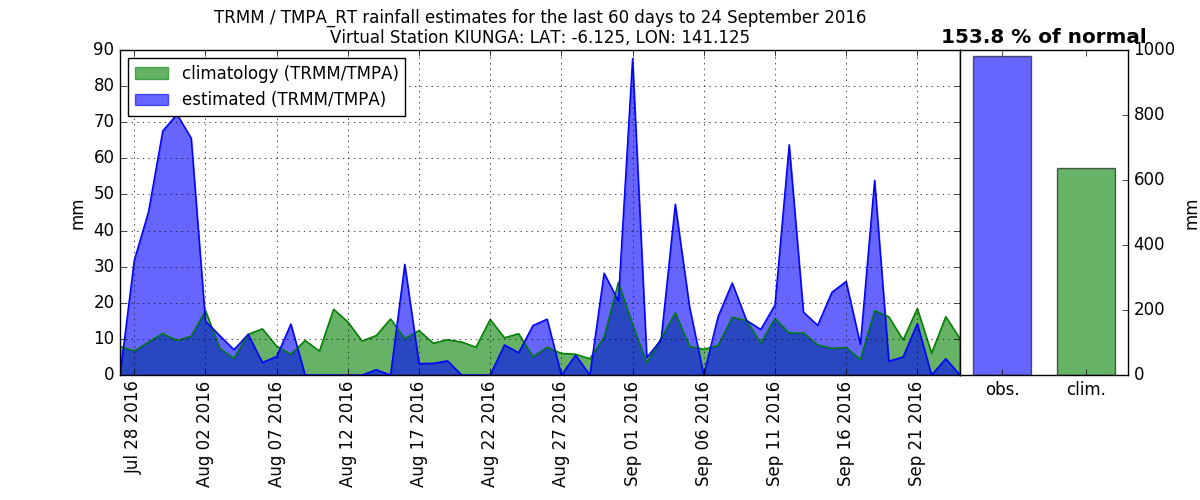 TRMM / TMPA_RT rainfall estimates for the last 60 days to 24 September 2016
Virtual Station KIUNGA: LAT: -6.125, LON: 141.125
153.8 % of normal
climatology (TRMM/TMPA)
estimated (TRMM/TMPA)
90
80
70
60
50
40
30
20
10
0
mm
Jul 28 2016
Aug 02 2016
Aug 07 2016
Aug 12 2016
Aug 17 2016
Aug 22 2016
Aug 27 2016
Sep 01 2016
Sep 06 2016
Sep 11 2016
Sep 16 2016
Sep 21 2016
1000
800
600
400
200
0
mm
obs.
clim.